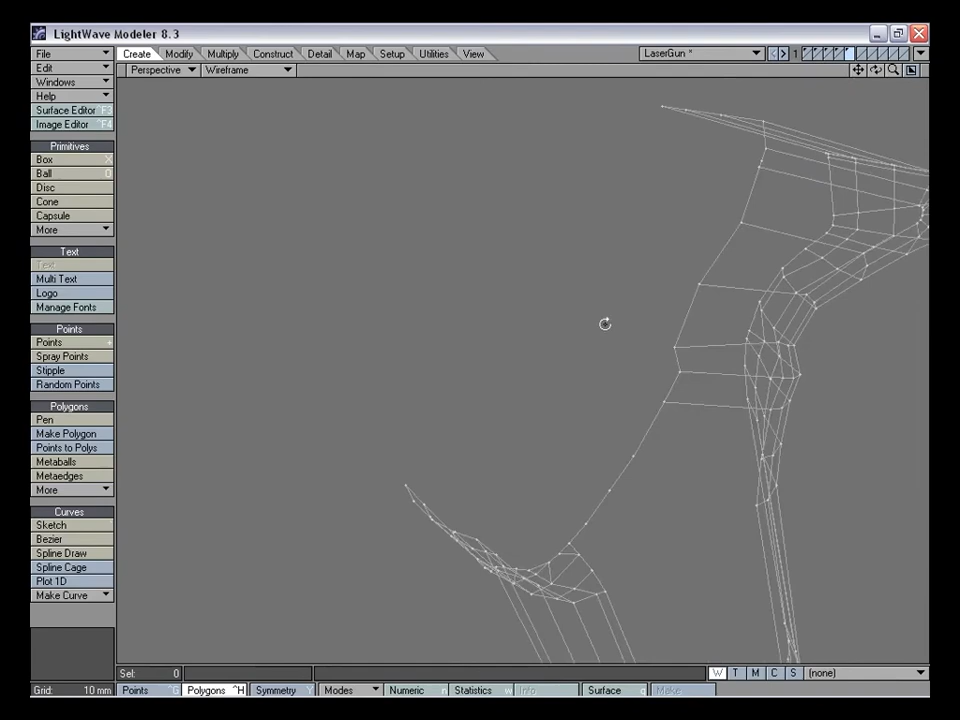 LightWave Modeler 8.3
File Create Modify Multiply Construct Detail Map Setup Utilities View LaserGun * 1
Edit Perspective Wireframe
Windows
Help
Surface Editor F3
Image Editor ^F4
Primitives
Box X
Ball O
Disc
Cone
Capsule
More
Text
Text
Multi Text
Logo
Manage Fonts
Points
Points +
Spray Points
Stipple
Random Points
Polygons
Pen
Make Polygon
Points to Polys
Metaballs
Metaedges
More
Curves
Sketch
Bezier
Spline Draw
Spline Cage
Plot 1D
Make Curve
Sel: 0 W T M C S (none)
Grid: 10 mm Points ^G Polygons ^H Symmetry Y Modes Numeric n Statistics w Info Surface q Make